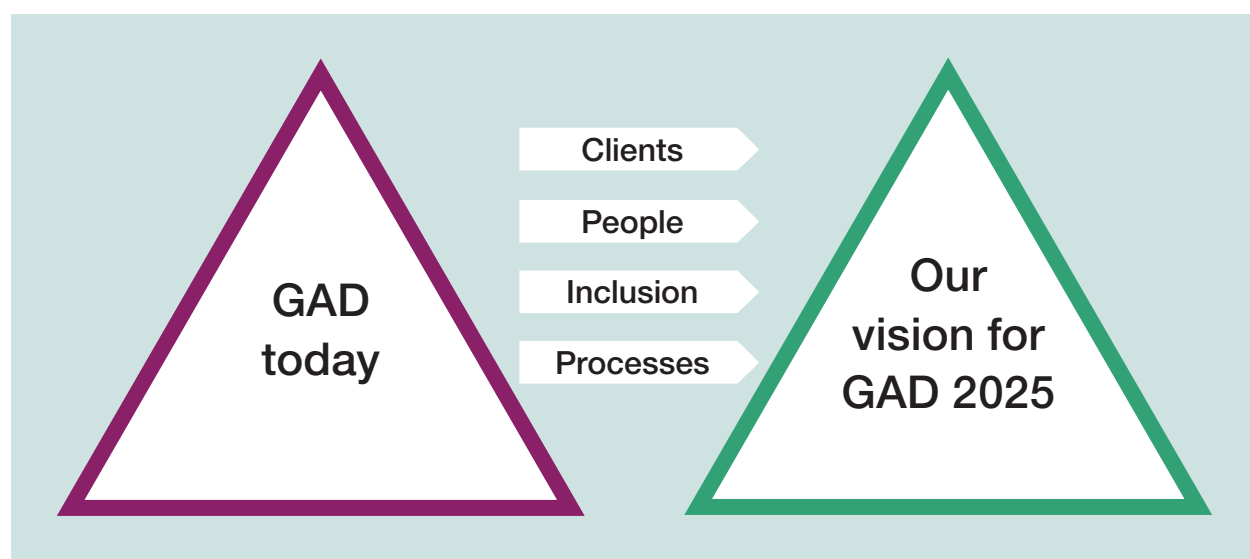 GAD
today
Clients
People
Inclusion
Processes
Our
vision for
GAD 2025